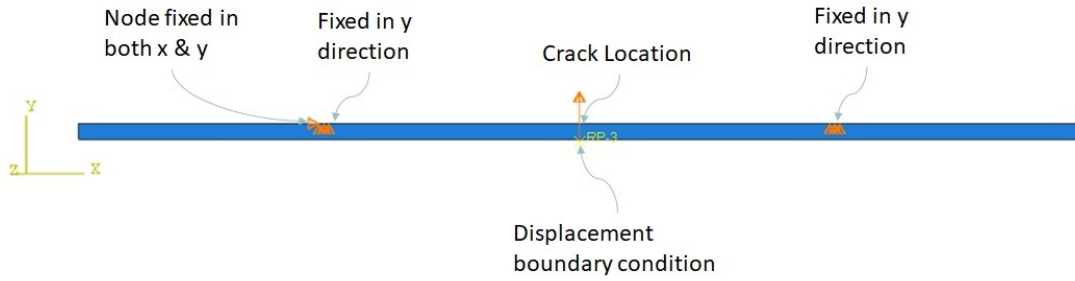 Node fixed in
both x & y
Fixed in y
direction
Crack Location
Fixed in y
direction
Y
Z
X
RP-3
Displacement
boundary condition